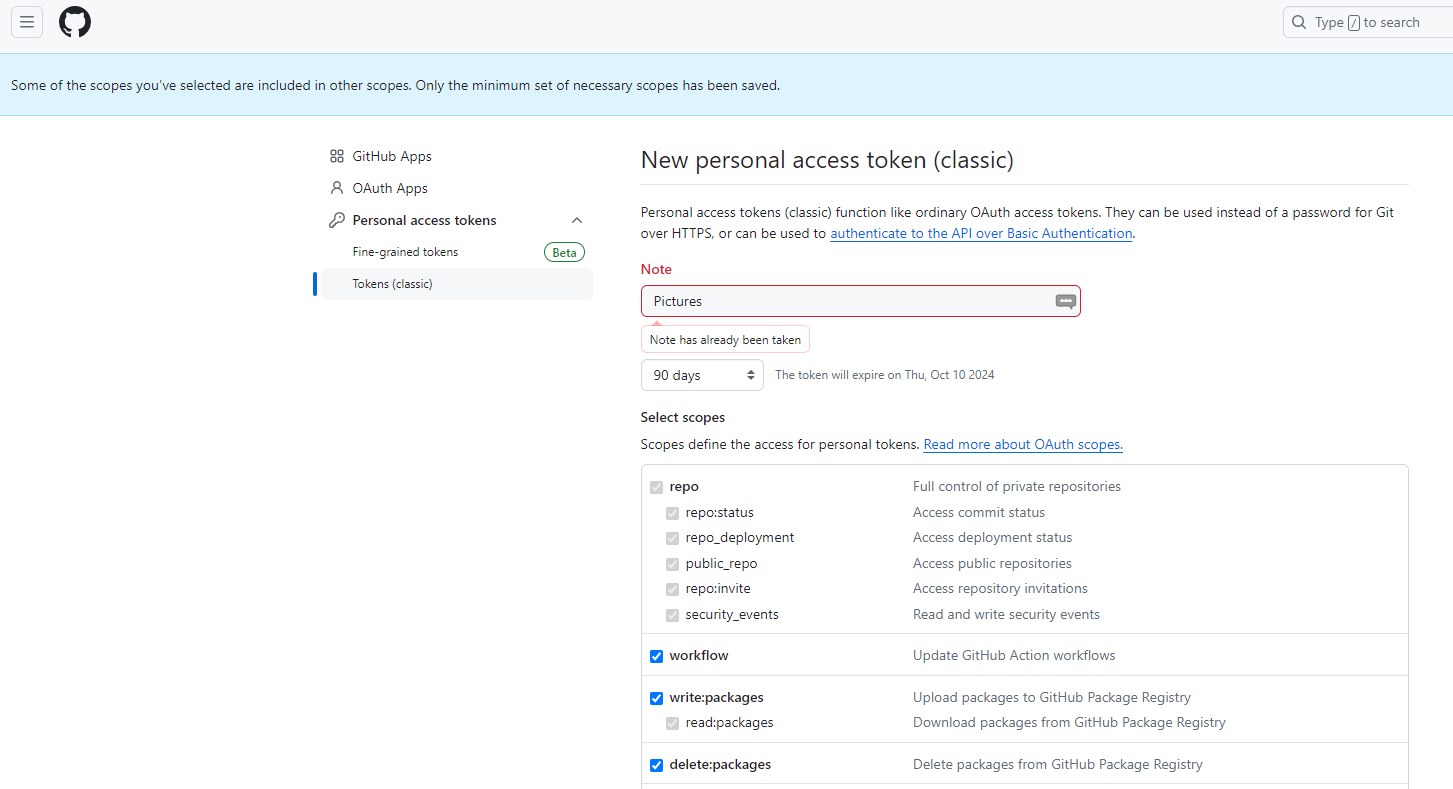 Type / to search
Some of the scopes you've selected are included in other scopes. Only the minimum set of necessary scopes has been saved.
GitHub Apps
OAuth Apps
Personal access tokens
Fine-grained tokens
Beta
Tokens (classic)
New personal access token (classic)
Personal access tokens (classic) function like ordinary OAuth access tokens. They can be used instead of a password for Git
over HTTPS, or can be used to authenticate to the API over Basic Authentication.
Note
Pictures
Note has already been taken
90 days
The token will expire on Thu, Oct 10 2024
Select scopes
Scopes define the access for personal tokens. Read more about OAuth scopes.
repo Full control of private repositories
repo:status Access commit status
repo_deployment Access deployment status
public_repo Access public repositories
repo:invite Access repository invitations
security_events Read and write security events
workflow Update GitHub Action workflows
write:packages Upload packages to GitHub Package Registry
read:packages Download packages from GitHub Package Registry
delete:packages Delete packages from GitHub Package Registry